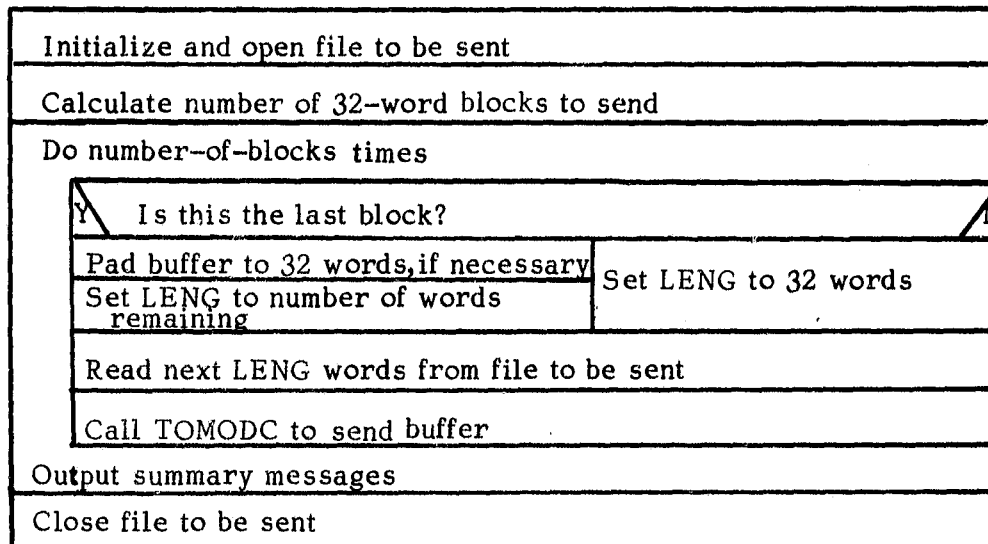 Initialize and open file to be sent
Calculate number of 32-word blocks to send
Do number-of-blocks times
Y Is this the last block?
Pad buffer to 32 words, if necessary
Set LENG to number of words
remaining
Set LENG to 32 words
Read next LENG words from file to be sent
Call TOMODC to send buffer
Output summary messages
Close file to be sent